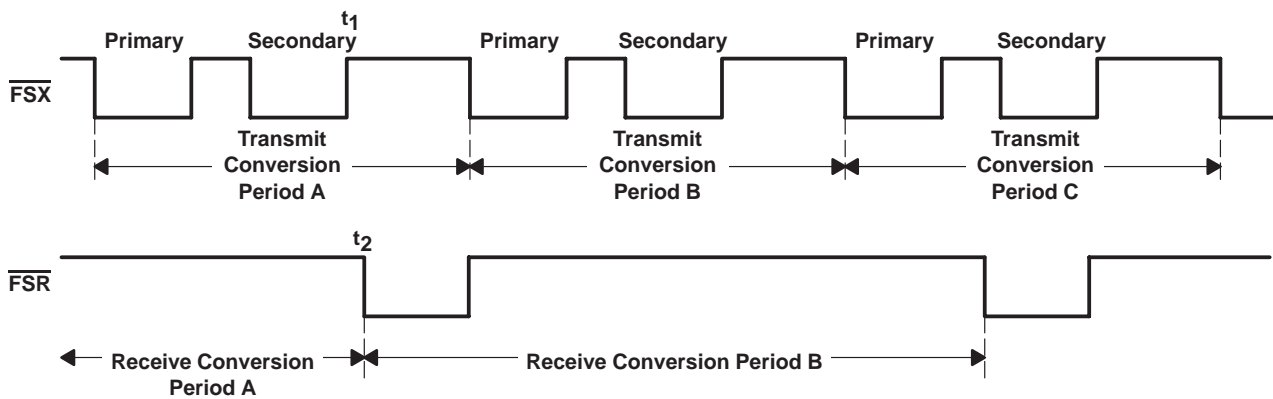 t1
Primary Secondary Primary Secondary Primary Secondary
FSX
Transmit Conversion Period A
Transmit Conversion Period B
Transmit Conversion Period C
t2
FSR
Receive Conversion Period A
Receive Conversion Period B